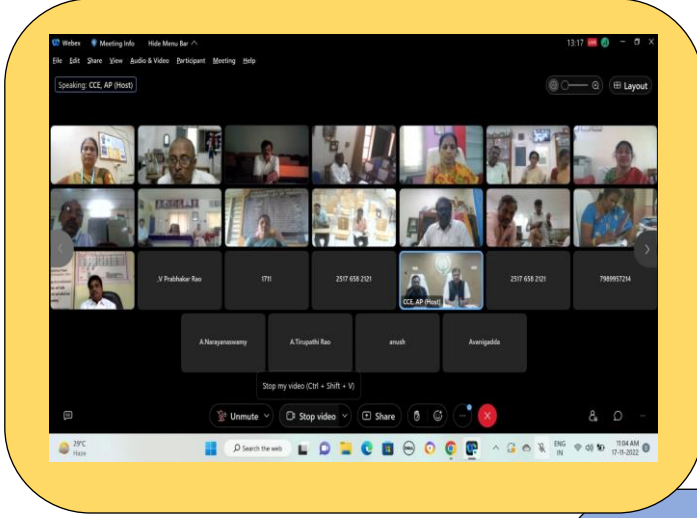 Webex Meeting Info Hide Menu Bar 13:17
File Edit Share View Audio & Video Participant Meeting Help
Speaking: CCE, AP (Host) Layout
,V Prabhakar Rao 1711 2517 658 2121 CCE, AP (Host) 2517 658 2121 7989957214
A.Narayanaswamy A.Tirupathi Rao anush Avanigadda
Stop my video (Ctrl + Shift + V)
Unmute Stop video Share
29°C Search the web ENG 11:04 AM
Haze IN 17-11-2022